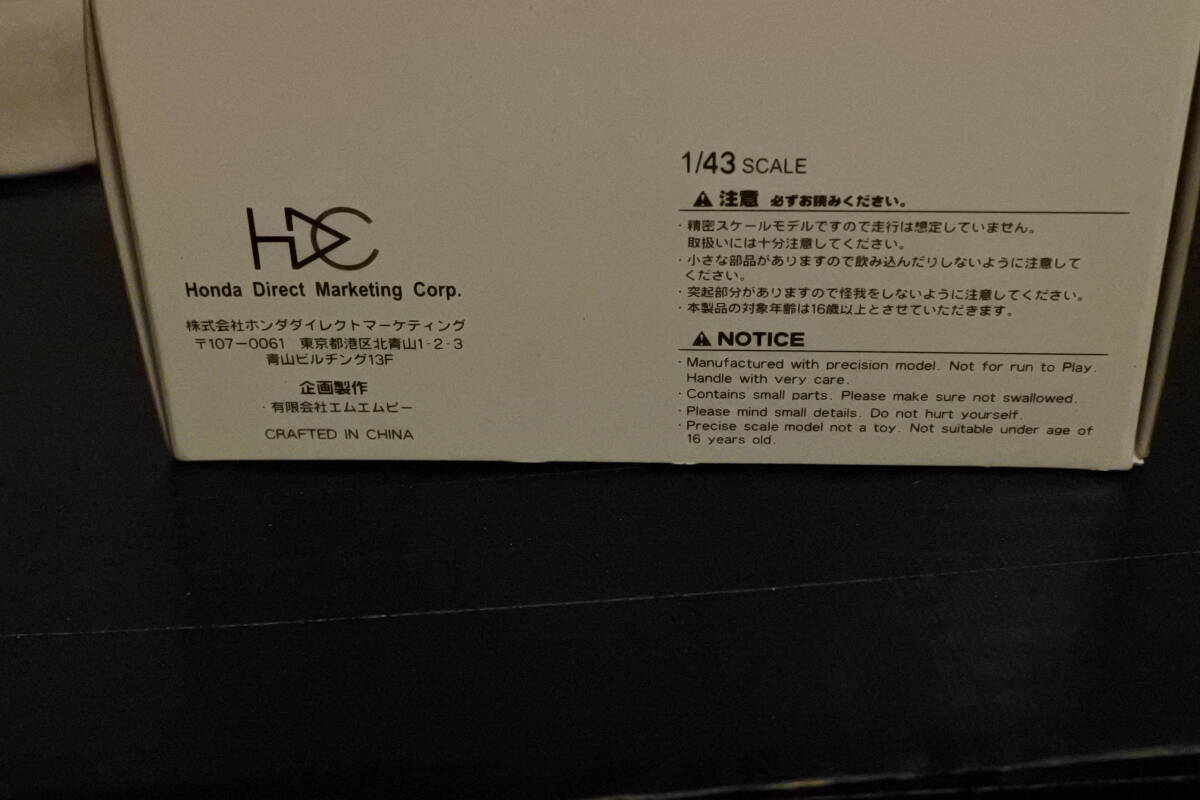 HDC
Honda Direct Marketing Corp.
株式会社ホンダダイレクトマーケティング
〒107-0061 東京都港区北青山1-2-3
青山ビルヂング13F
企画製作
・有限会社エムエムピー
CRAFTED IN CHINA
1/43 SCALE
⚠ 注意 必ずお読みください。
・精密スケールモデルですので走行は想定していません。
取扱いには十分注意してください。
・小さな部品がありますので飲み込んだりしないように注意して
ください。
・突起部分がありますので怪我をしないように注意してください。
・本製品の対象年齢は16歳以上とさせていただきます。
⚠ NOTICE
・Manufactured with precision model. Not for run to Play.
Handle with very care.
・Contains small parts. Please make sure not swallowed.
・Please mind small details. Do not hurt yourself.
・Precise scale model not a toy. Not suitable under age of
16 years old.